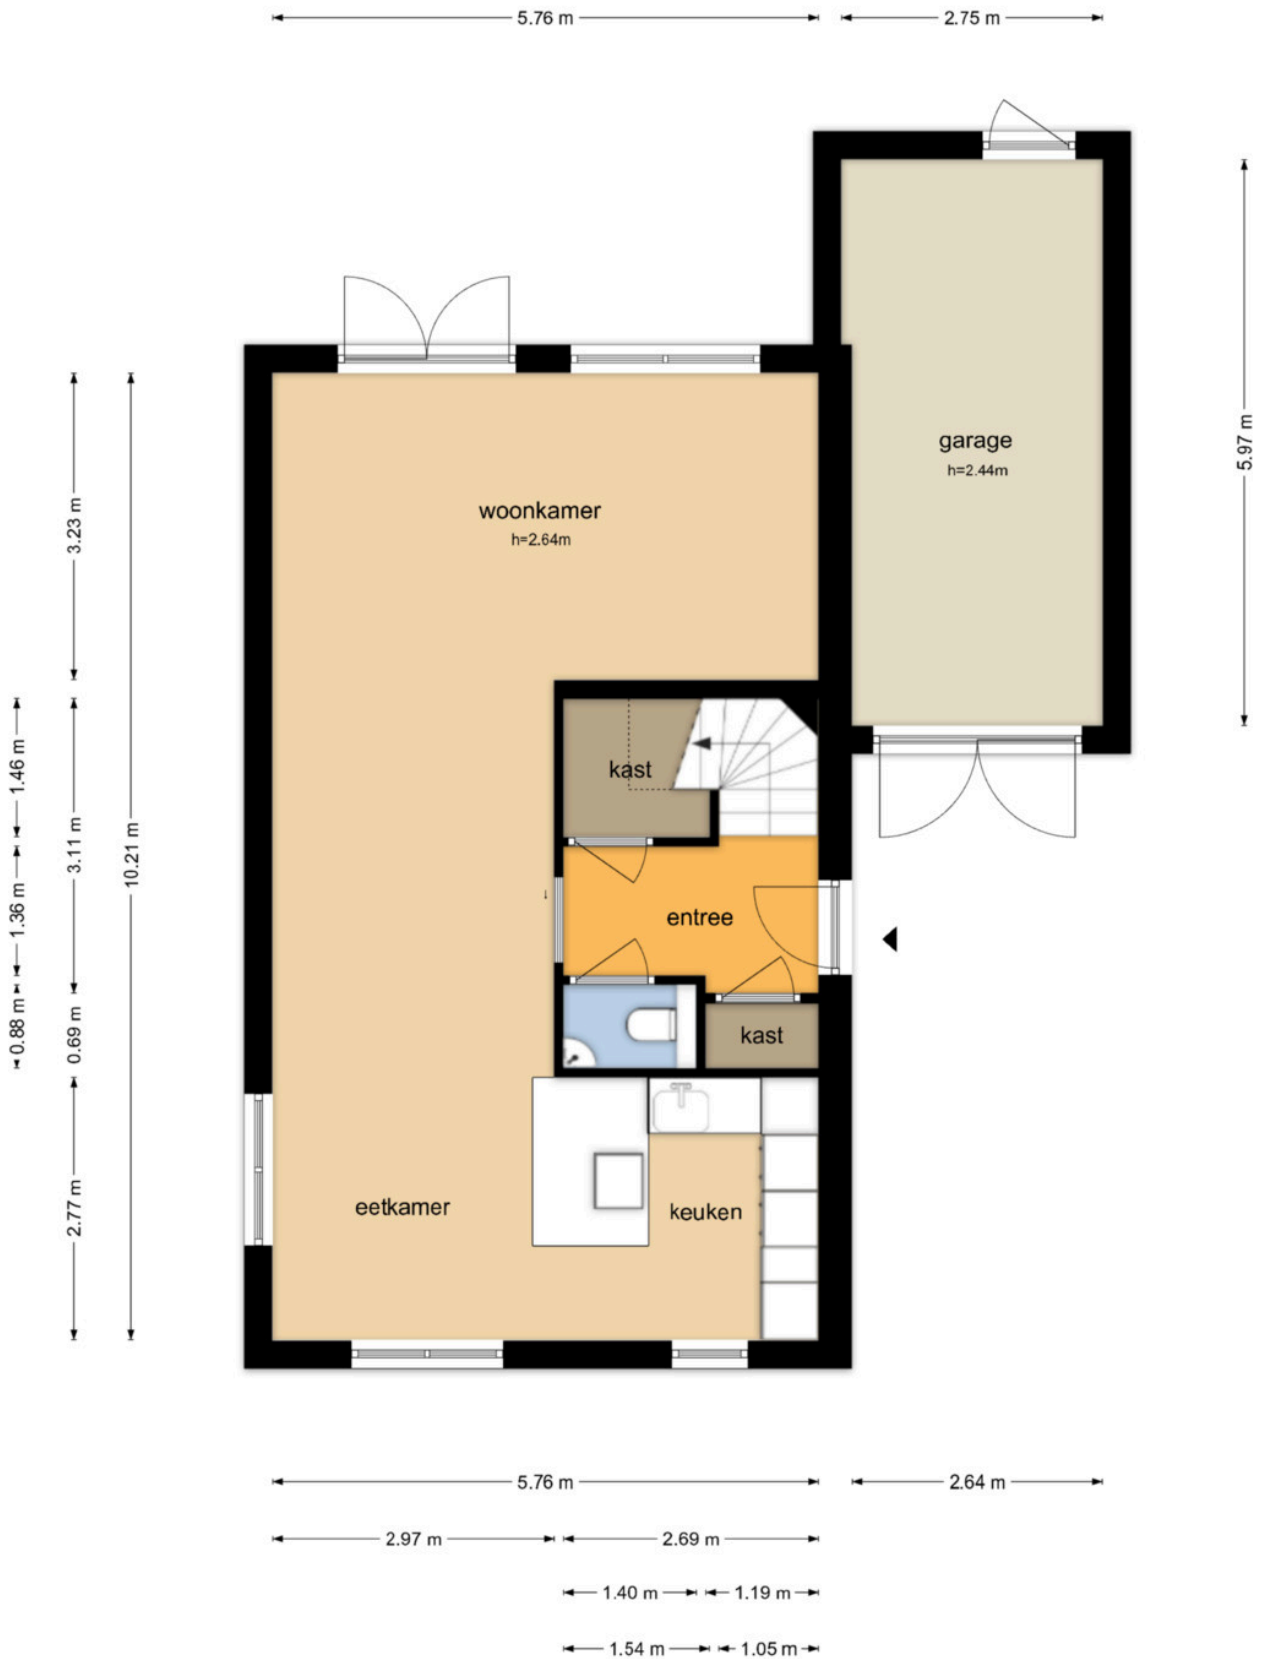 5.76 m
2.75 m
garage
h=2.44m
5.97 m
woonkamer
h=2.64m
3.23 m
1.46 m
3.11 m
10.21 m
1.36 m
0.88 m
0.69 m
2.77 m
kast
entree
kast
eetkamer
keuken
5.76 m
2.64 m
2.97 m
2.69 m
1.40 m
1.19 m
1.54 m
1.05 m